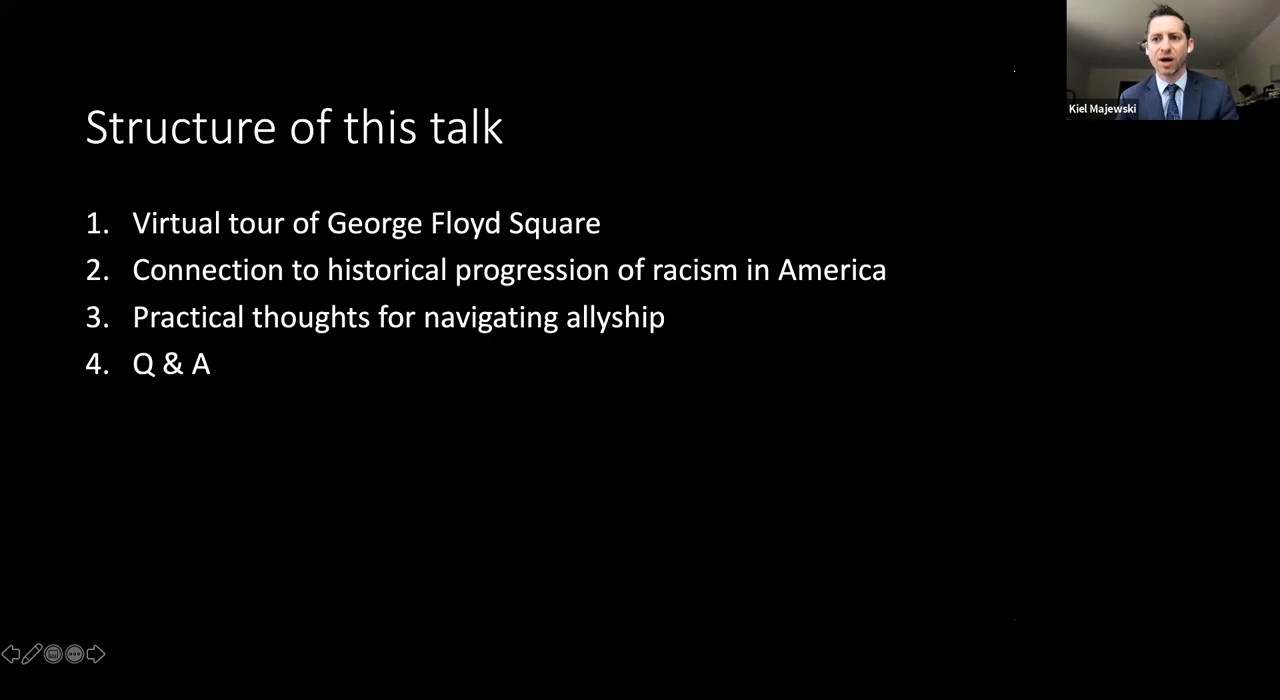 Kiel Majewski
Structure of this talk
1. Virtual tour of George Floyd Square
2. Connection to historical progression of racism in America
3. Practical thoughts for navigating allyship
4. Q & A